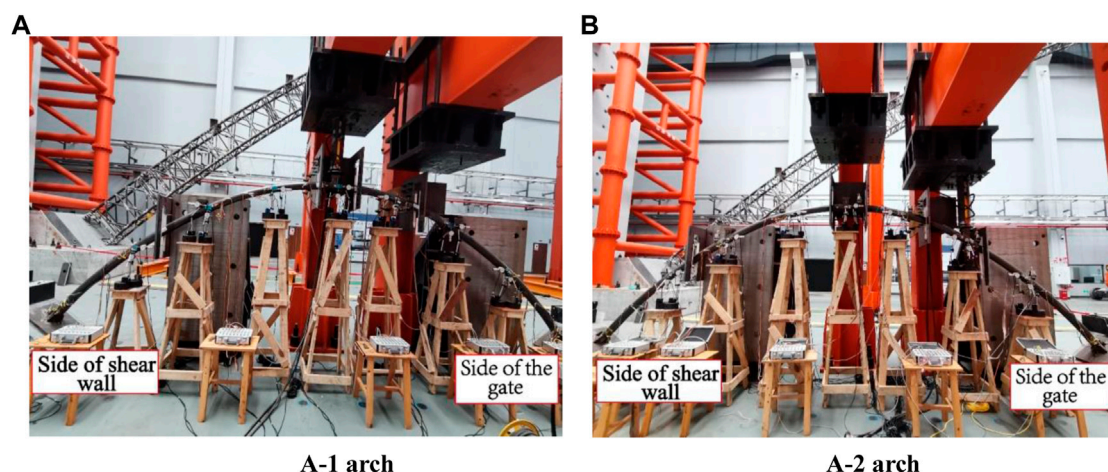 A
B
Side of shear
wall
Side of the
gate
Side of shear
wall
Side of the
gate
A-1 arch
A-2 arch